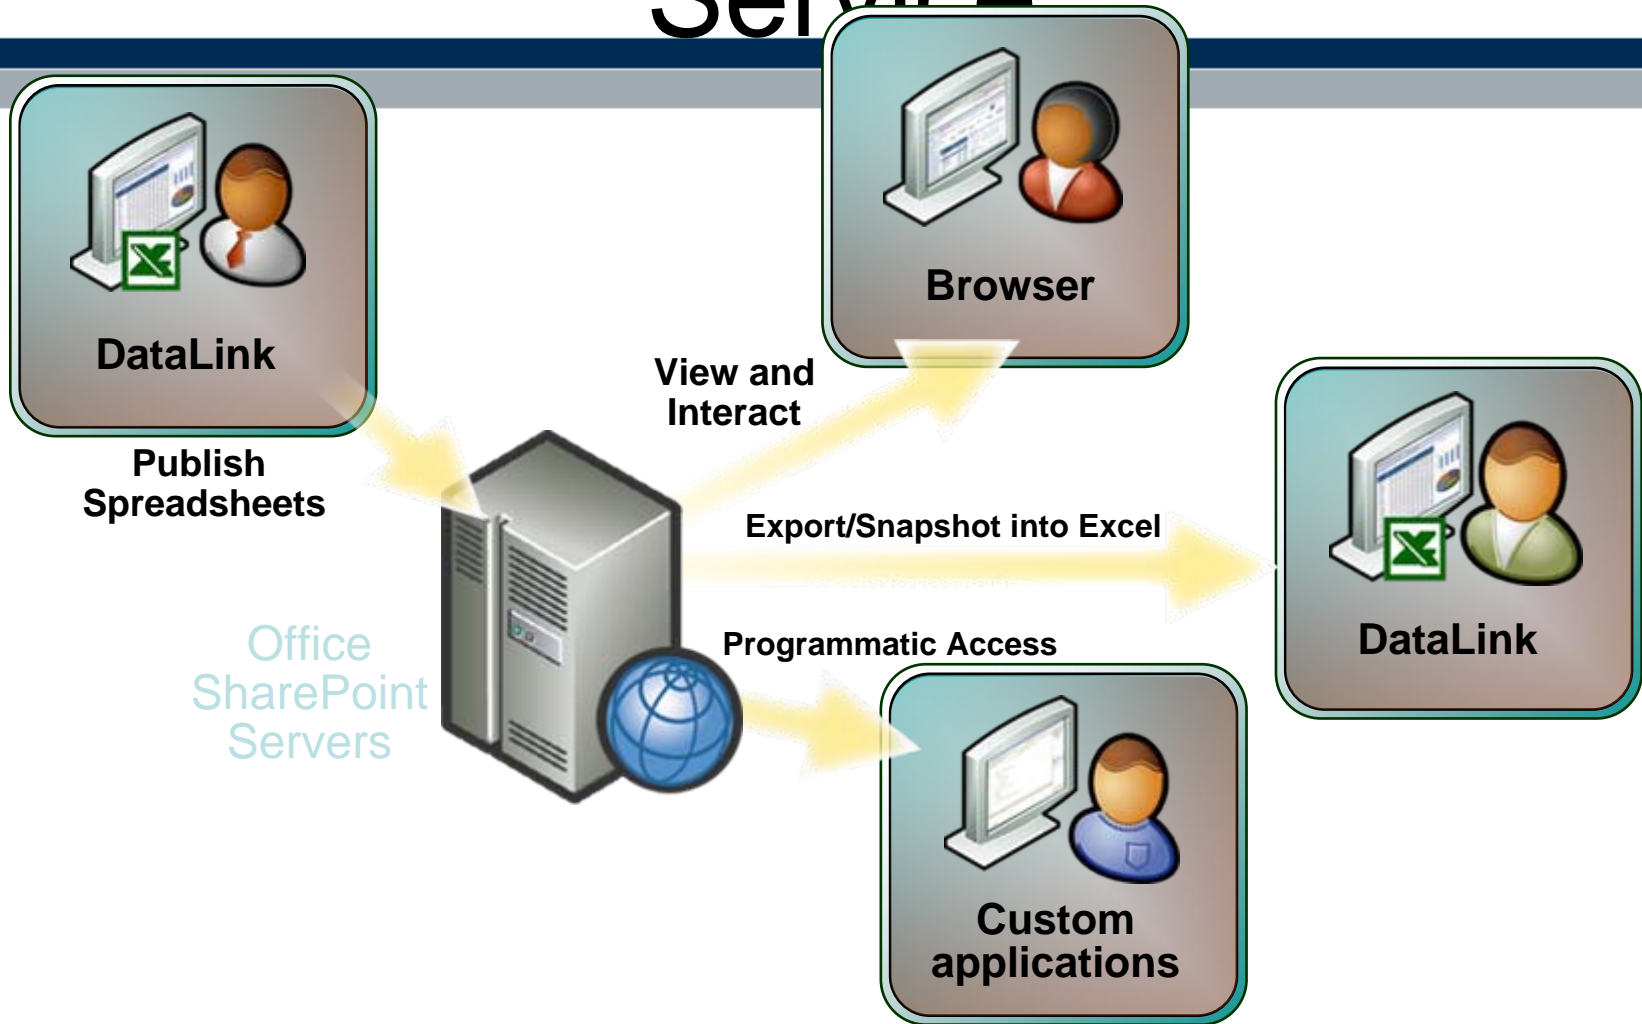 Service
Browser
DataLink
View and
Interact
Publish
Spreadsheets
Export/Snapshot into Excel
Office
SharePoint
Servers
Programmatic Access
DataLink
Custom
applications